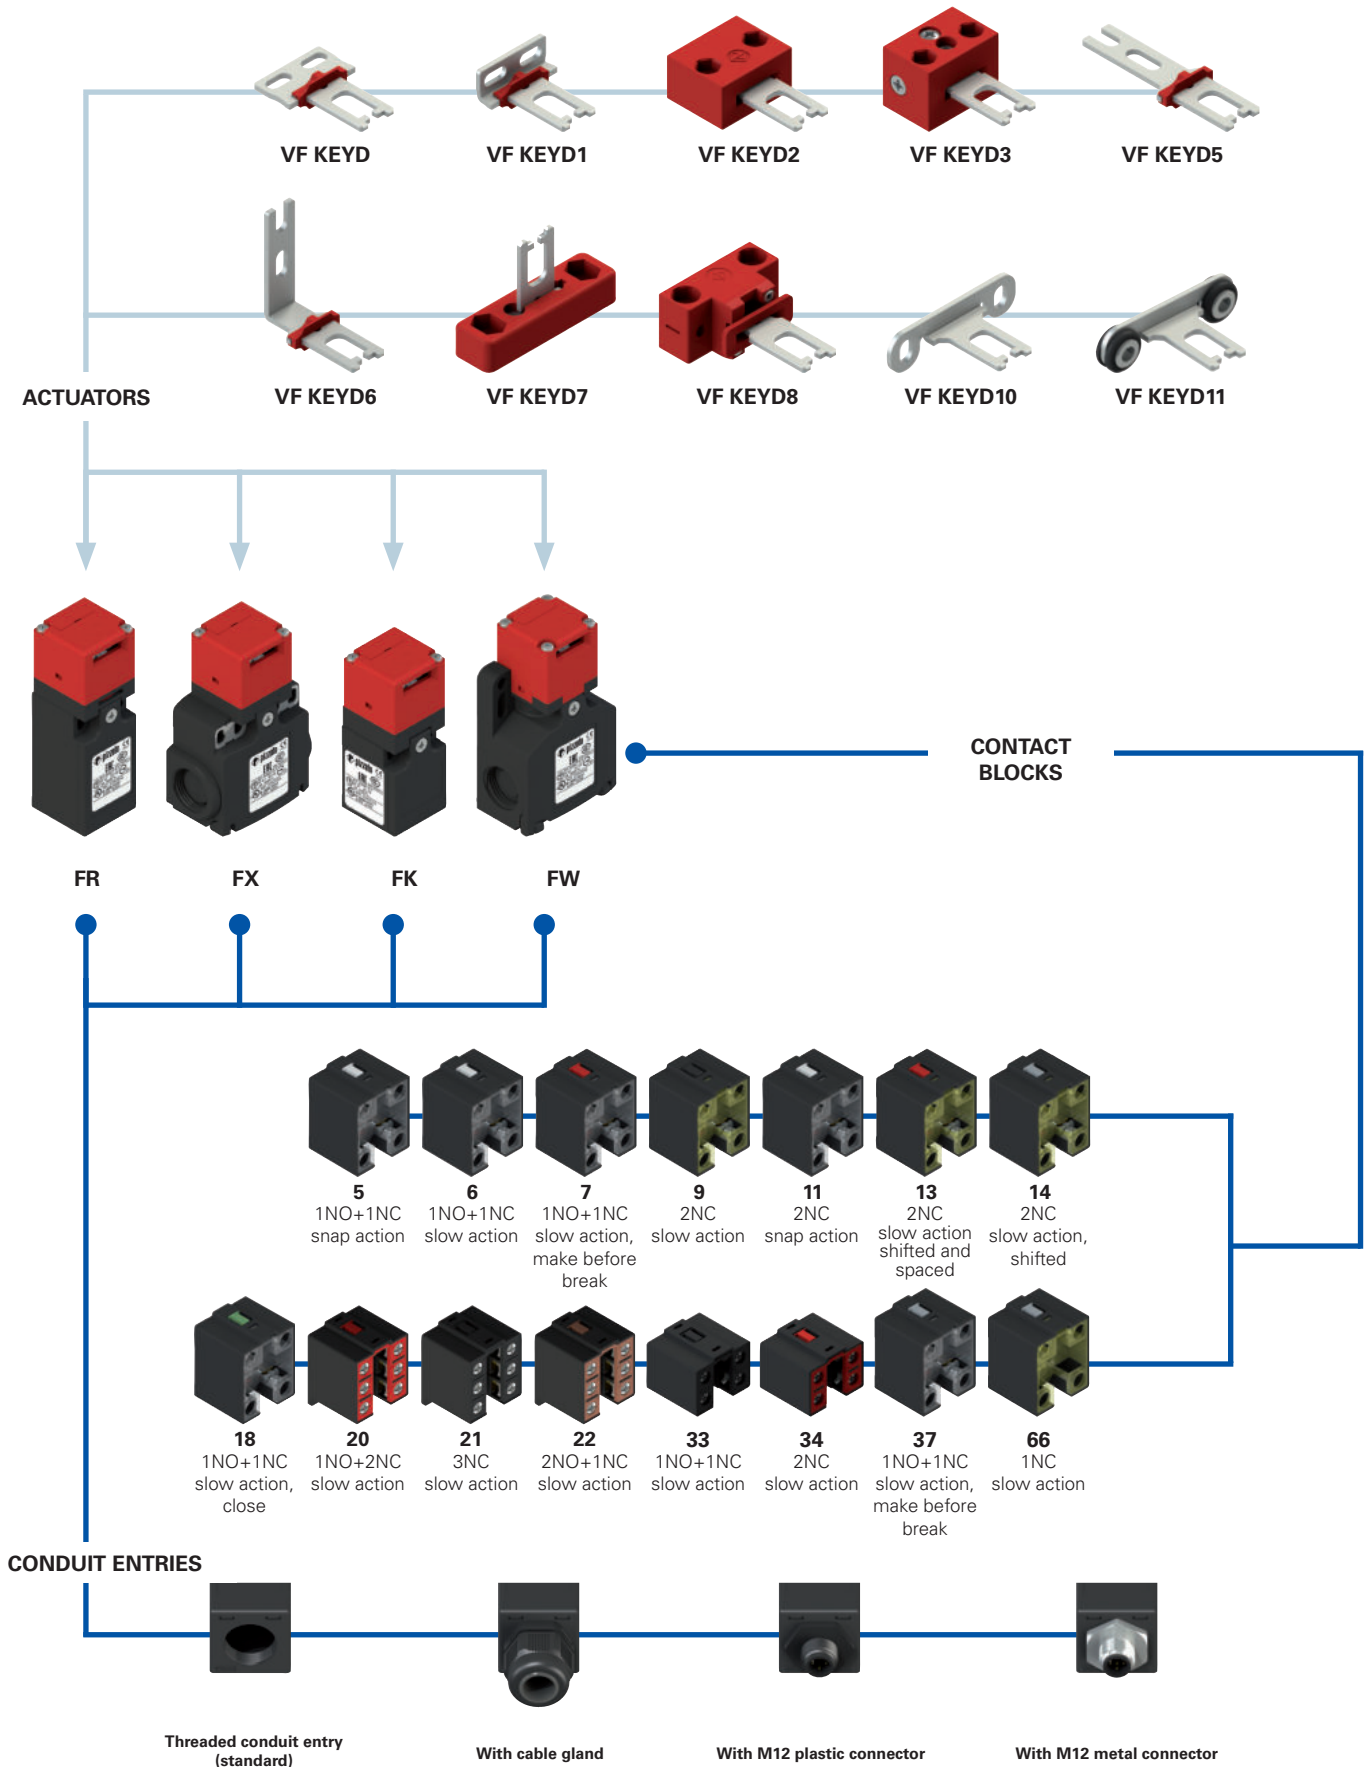 VF KEYD
VF KEYD1
VF KEYD2
VF KEYD3
VF KEYD5
VF KEYD6
VF KEYD7
VF KEYD8
VF KEYD10
VF KEYD11
ACTUATORS
CONTACT
BLOCKS
FR
FX
FK
FW
5
1NO+1NC
snap action
6
1NO+1NC
slow action
7
1NO+1NC
slow action,
make before
break
9
2NC
slow action
11
2NC
snap action
13
2NC
slow action
shifted and
spaced
14
2NC
slow action,
shifted
18
1NO+1NC
slow action,
close
20
1NO+2NC
slow action
21
3NC
slow action
22
2NO+1NC
slow action
33
1NO+1NC
slow action
34
2NC
slow action
37
1NO+1NC
slow action,
make before
break
66
1NC
slow action
CONDUIT ENTRIES
Threaded conduit entry
(standard)
With cable gland
With M12 plastic connector
With M12 metal connector